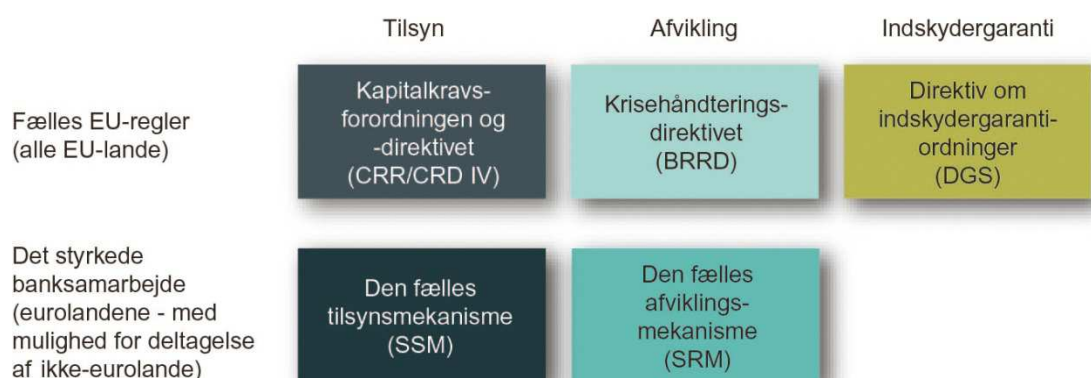 Tilsyn
Afvikling
Indskydergaranti
Fælles EU-regler
(alle EU-lande)
Kapitalkravs-
forordningen og
-direktivet
(CRR/CRD IV)
Krisehåndterings-
direktivet
(BRRD)
Direktiv om
indskydergaranti-
ordninger
(DGS)
Det styrkede
banksamarbejde
(eurolandene - med
mulighed for deltagelse
af ikke-eurolande)
Den fælles
tilsynsmekanisme
(SSM)
Den fælles
afviklings-
mekanisme
(SRM)